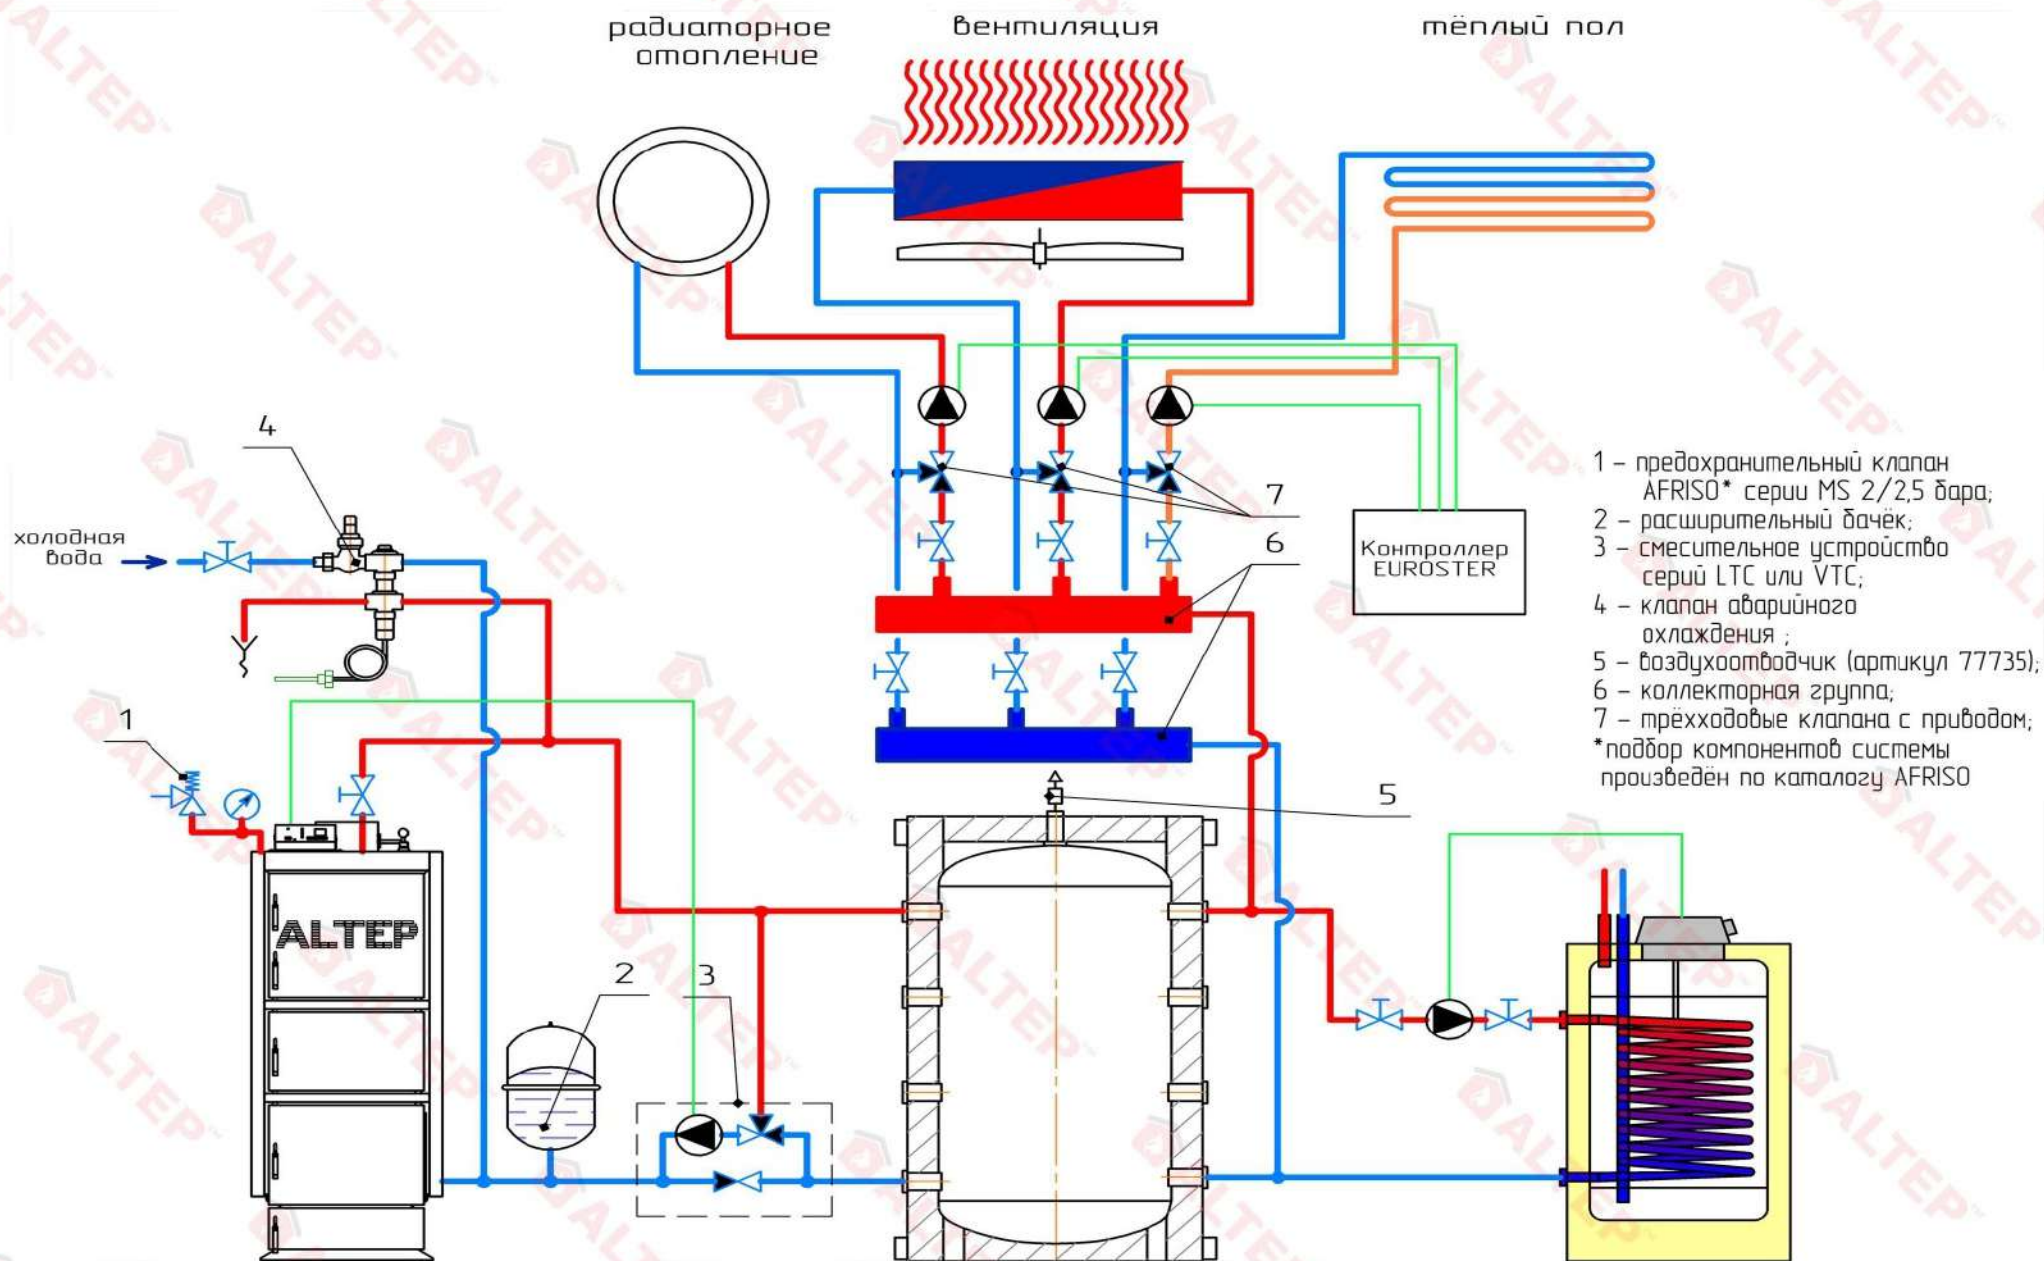 радиаторное
отопление
вентиляция
тёплый пол
4
холодная
вода
7
6
Контроллер
EUROSTER
1 – предохранительный клапан
AFRISO* серии MS 2/2,5 бара;
2 – расширительный бачёк;
3 – смесительное устройство
серий LTC или VTC;
4 – клапан аварийного
охлаждения ;
5 – воздухоотводчик (артикул 77735);
6 – коллекторная группа;
7 – трёхходовые клапана с приводом;
*подбор компонентов системы
произведён по каталогу AFRISO
1
5
ALTEP
2
3